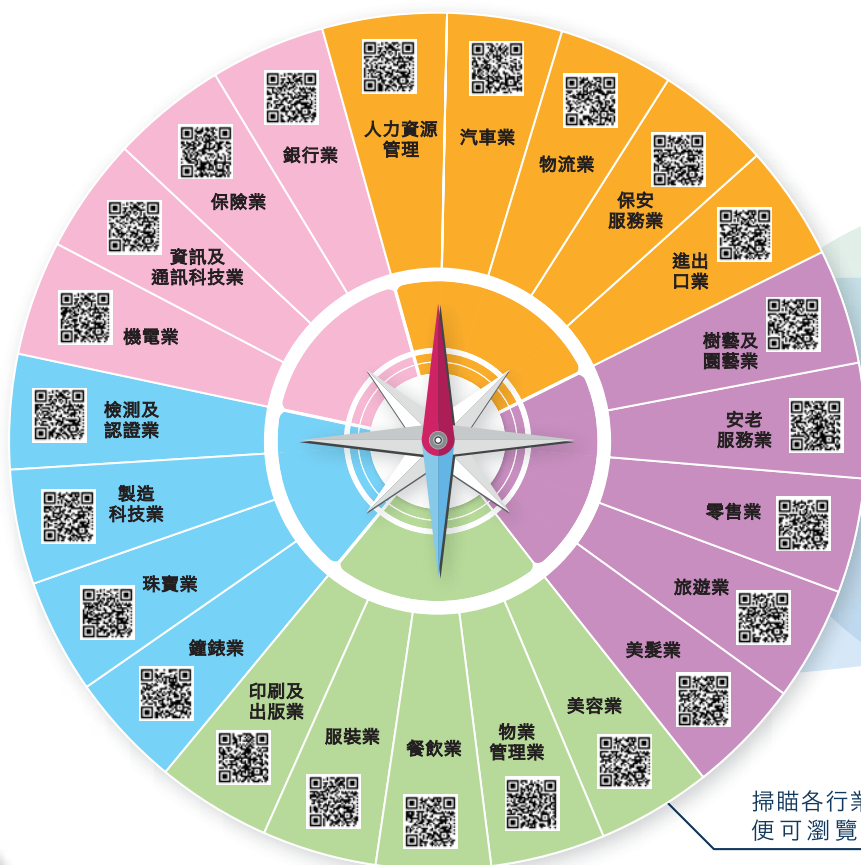 人力資源
管理
汽車業
物流業
保安
服務業
進出
口業
樹藝及
園藝業
安老
服務業
零售業
旅遊業
美髮業
美容業
物業
管理業
餐飲業
服裝業
印刷及
出版業
鐘錶業
珠寶業
製造
科技業
檢測及
認證業
機電業
資訊及
通訊科技業
保險業
銀行業
掃瞄各行業
便可瀏覽